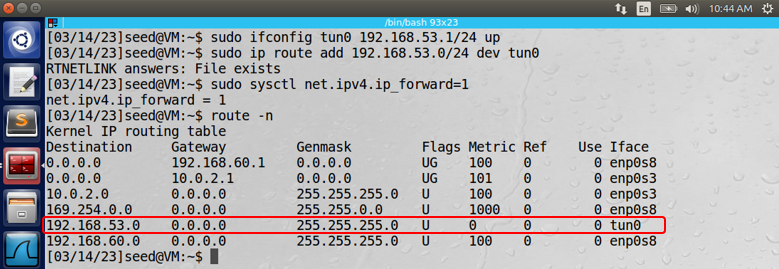 En
10:44 AM
/bin/bash 93x23
[03/14/23]seed@VM:~$ sudo ifconfig tun0 192.168.53.1/24 up
[03/14/23]seed@VM:~$ sudo ip route add 192.168.53.0/24 dev tun0
RTNETLINK answers: File exists
[03/14/23]seed@VM:~$ sudo sysctl net.ipv4.ip_forward=1
net.ipv4.ip_forward = 1
[03/14/23]seed@VM:~$ route -n
Kernel IP routing table
Destination     Gateway         Genmask         Flags Metric Ref    Use Iface
0.0.0.0         192.168.60.1    0.0.0.0         UG    100    0        0 enp0s8
0.0.0.0         10.0.2.1        0.0.0.0         UG    101    0        0 enp0s3
10.0.2.0        0.0.0.0         255.255.255.0   U     100    0        0 enp0s3
169.254.0.0     0.0.0.0         255.255.0.0     U     1000   0        0 enp0s8
192.168.53.0    0.0.0.0         255.255.255.0   U     0      0        0 tun0
192.168.60.0    0.0.0.0         255.255.255.0   U     100    0        0 enp0s8
[03/14/23]seed@VM:~$